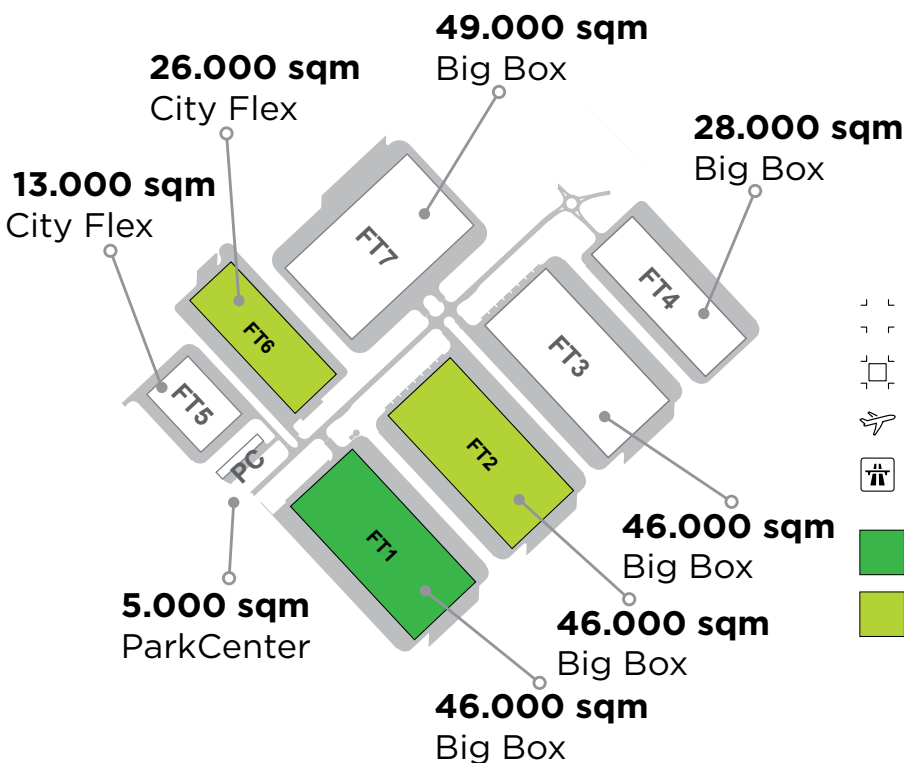 49.000 sqm
Big Box
26.000 sqm
City Flex
28.000 sqm
Big Box
13.000 sqm
City Flex
FT7
FT4
FT6
FT3
FT5
FT2
PC
FT1
46.000 sqm
Big Box
5.000 sqm
ParkCenter
46.000 sqm
Big Box
46.000 sqm
Big Box